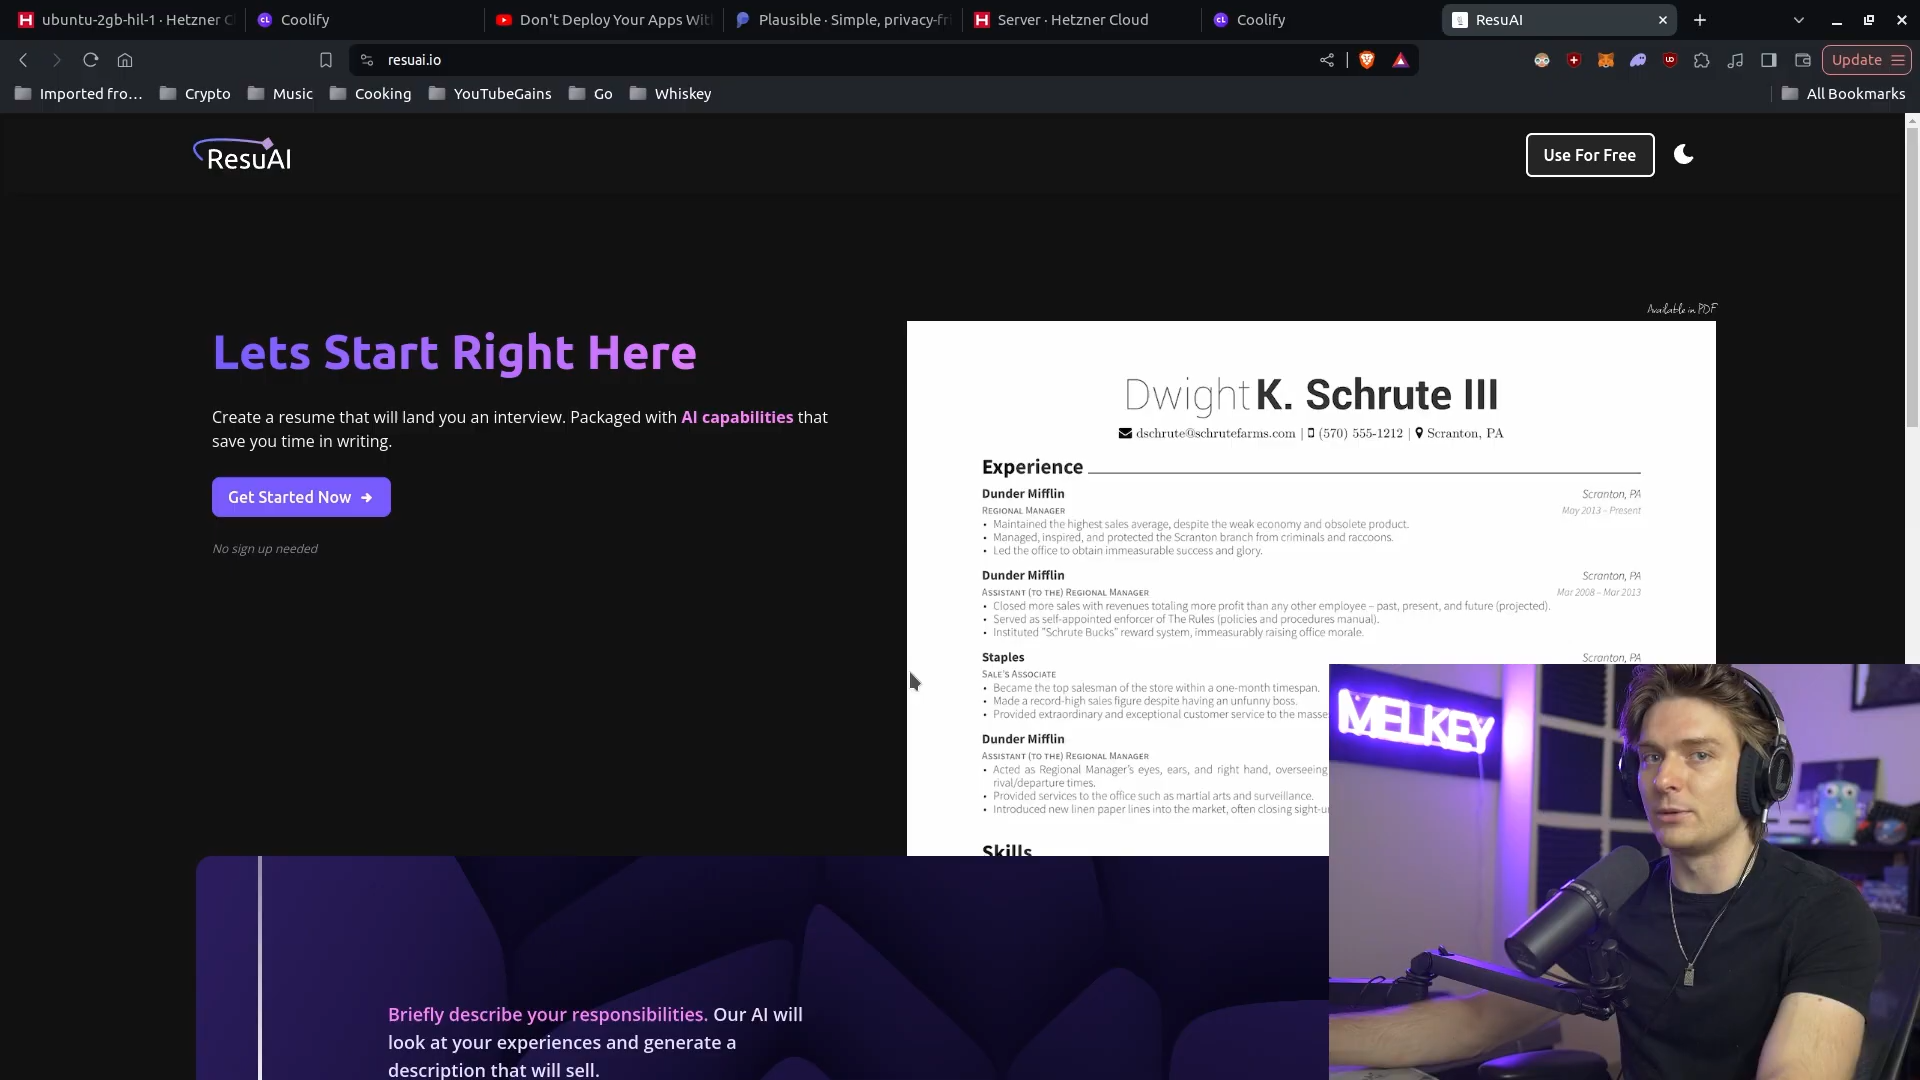 ubuntu-2gb-hil-1 · Hetzner Cl
Coolify
Don't Deploy Your Apps Wit
Plausible · Simple, privacy-fri
Server · Hetzner Cloud
Coolify
ResuAI
resuai.io
Update
Imported fro…
Crypto
Music
Cooking
YouTubeGains
Go
Whiskey
All Bookmarks
ResuAI
Use For Free
Lets Start Right Here
Create a resume that will land you an interview. Packaged with AI capabilities that
save you time in writing.
Get Started Now
No sign up needed
Available in PDF
Dwight K. Schrute III
dschrute@schrutefarms.com | (570) 555-1212 | Scranton, PA
Experience
Dunder Mifflin Scranton, PA
Regional Manager May 2013 – Present
• Maintained the highest sales average, despite the weak economy and obsolete product.
• Managed, inspired, and protected the Scranton branch from criminals and raccoons.
• Led the office to obtain immeasurable success and glory.
Dunder Mifflin Scranton, PA
Assistant (to the) Regional Manager Mar 2008 – Mar 2013
• Closed more sales with revenues totaling more profit than any other employee – past, present, and future (projected).
• Served as self-appointed enforcer of The Rules (policies and procedures manual).
• Instituted "Schrute Bucks" reward system, immeasurably raising office morale.
Staples Scranton, PA
Sale's Associate
• Became the top salesman of the store within a one-month timespan.
• Made a record-high sales figure despite having an unfunny boss.
• Provided extraordinary and exceptional customer service to the masse
Dunder Mifflin
Assistant (to the) Regional Manager
• Acted as Regional Manager's eyes, ears, and right hand, overseeing
rival/departure times.
• Provided services to the office such as martial arts and surveillance.
• Introduced new linen paper lines into the market, often closing sight-u
Skills
MELKEY
Briefly describe your responsibilities. Our AI will
look at your experiences and generate a
description that will sell.